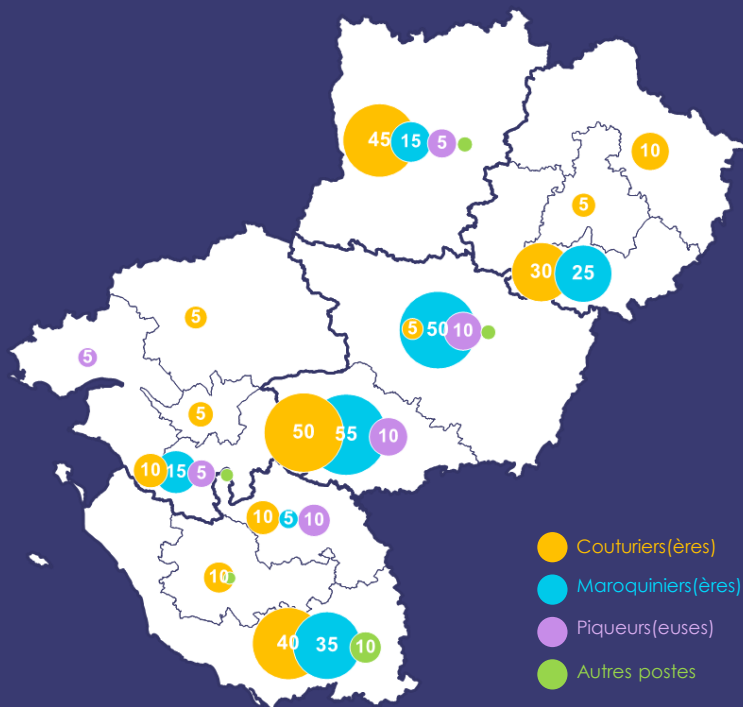 45 15 5
10
5
30 25
5 50 10
5
5
5
50 55 10
10 15 5
10 5 10
10
40 35 10
Couturiers(ères)
Maroquiniers(ères)
Piqueurs(euses)
Autres postes